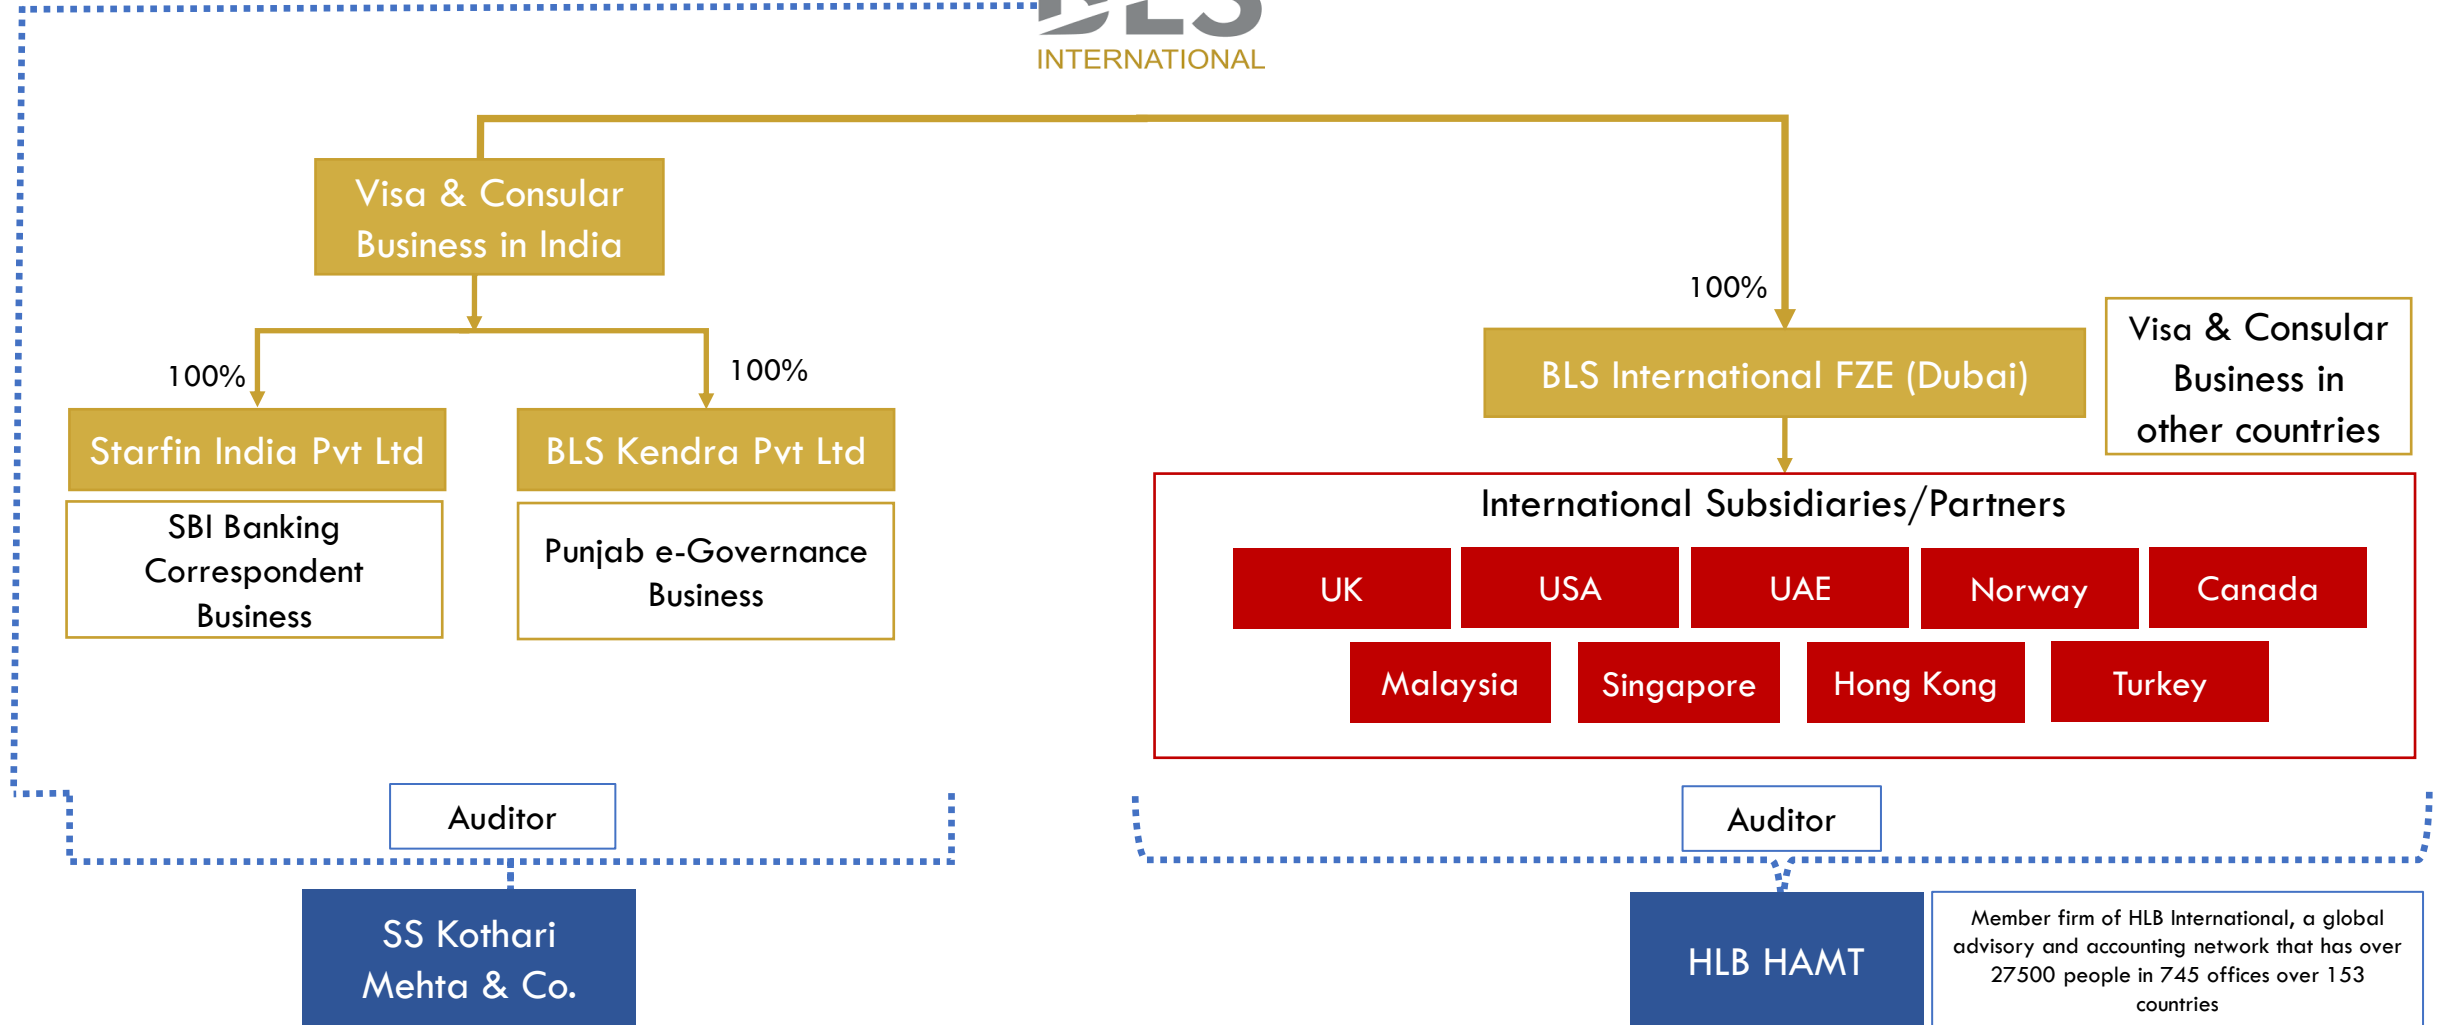 BLS
INTERNATIONAL
Visa & Consular
Business in India
100%
100%
100%
Starfin India Pvt Ltd
BLS Kendra Pvt Ltd
SBI Banking
Correspondent
Business
Punjab e-Governance
Business
BLS International FZE (Dubai)
Visa & Consular
Business in
other countries
International Subsidiaries/Partners
UK
USA
UAE
Norway
Canada
Malaysia
Singapore
Hong Kong
Turkey
Auditor
Auditor
SS Kothari
Mehta & Co.
HLB HAMT
Member firm of HLB International, a global
advisory and accounting network that has over
27500 people in 745 offices over 153
countries